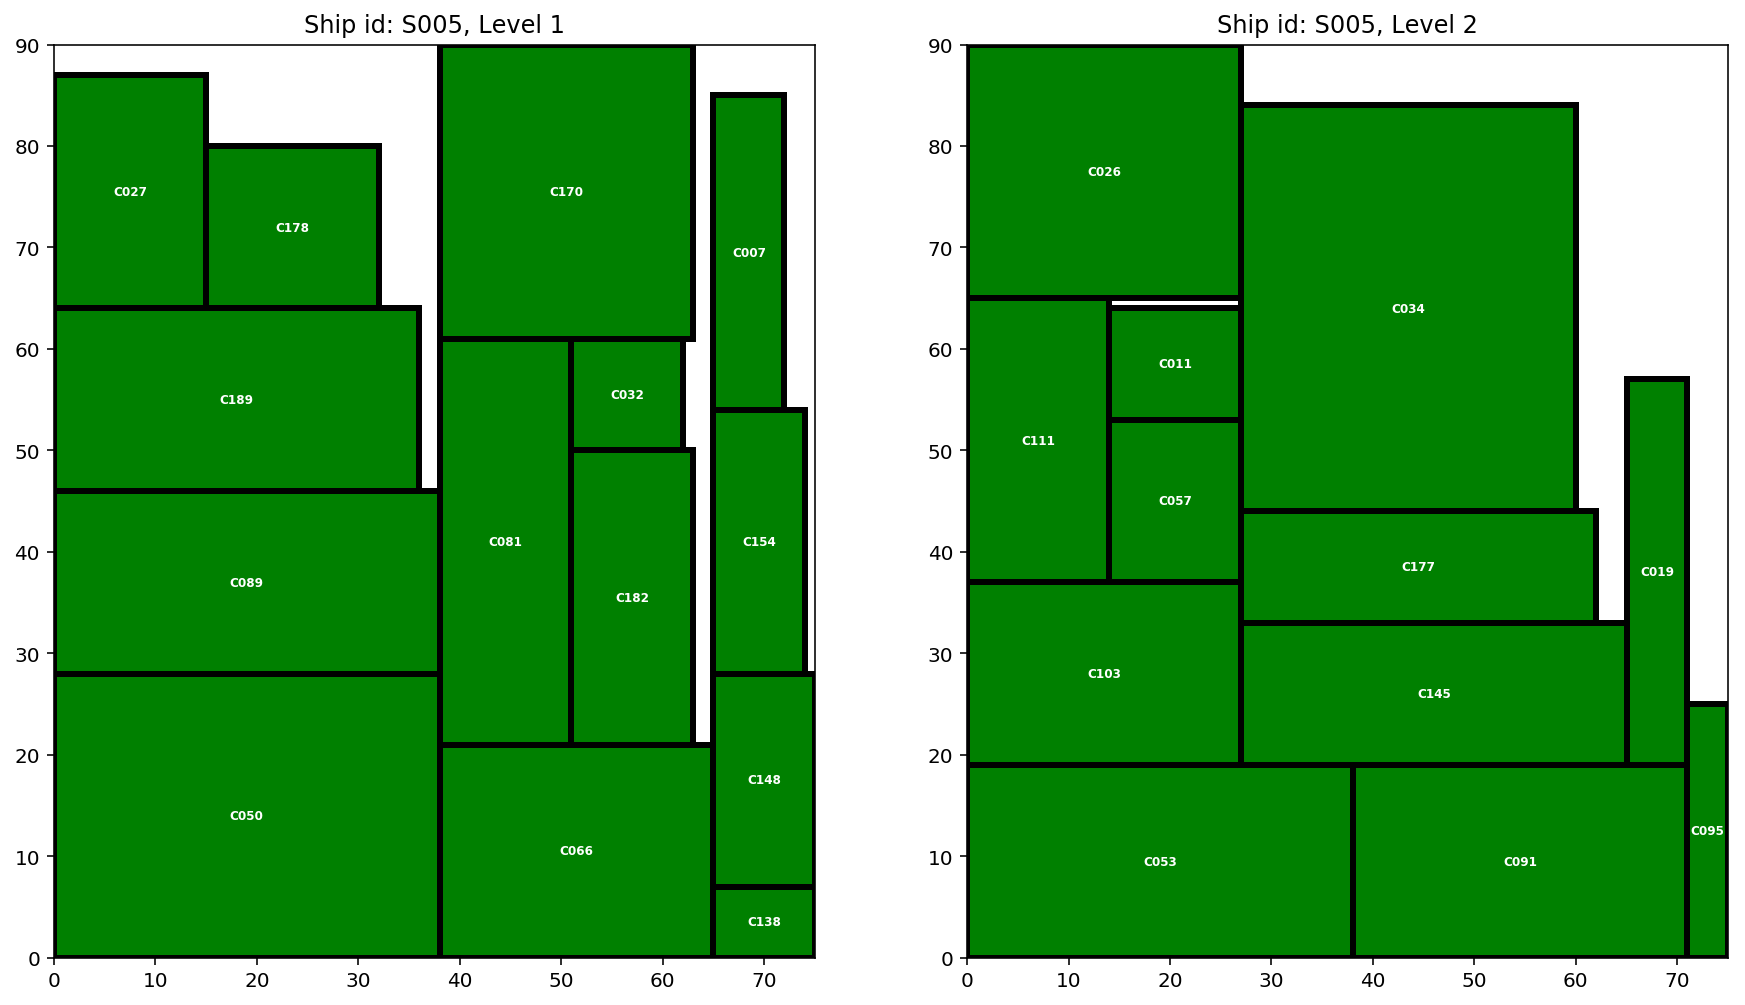 Ship id: S005, Level 1
90
80
70
60
50
40
30
20
10
0
C027
C178
C170
C007
C189
C032
C081
C154
C089
C182
C148
C050
C066
C138
0 10 20 30 40 50 60 70
Ship id: S005, Level 2
90
80
70
60
50
40
30
20
10
0
C026
C034
C011
C111
C057
C177
C019
C103
C145
C095
C053
C091
0 10 20 30 40 50 60 70